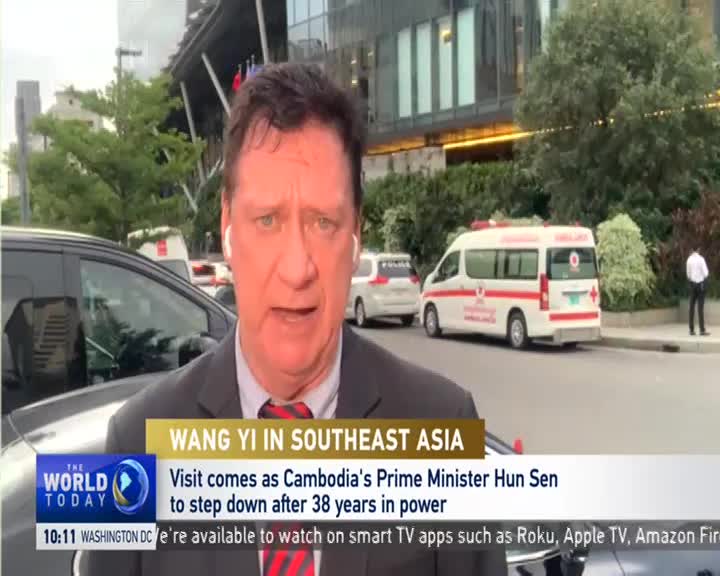 POLICE
AMBULANCE
WANG YI IN SOUTHEAST ASIA
Visit comes as Cambodia's Prime Minister Hun Sen
to step down after 38 years in power
THE
WORLD
TODAY
10:11 WASHINGTON DC
're available to watch on smart TV apps such as Roku, Apple TV, Amazon Fir